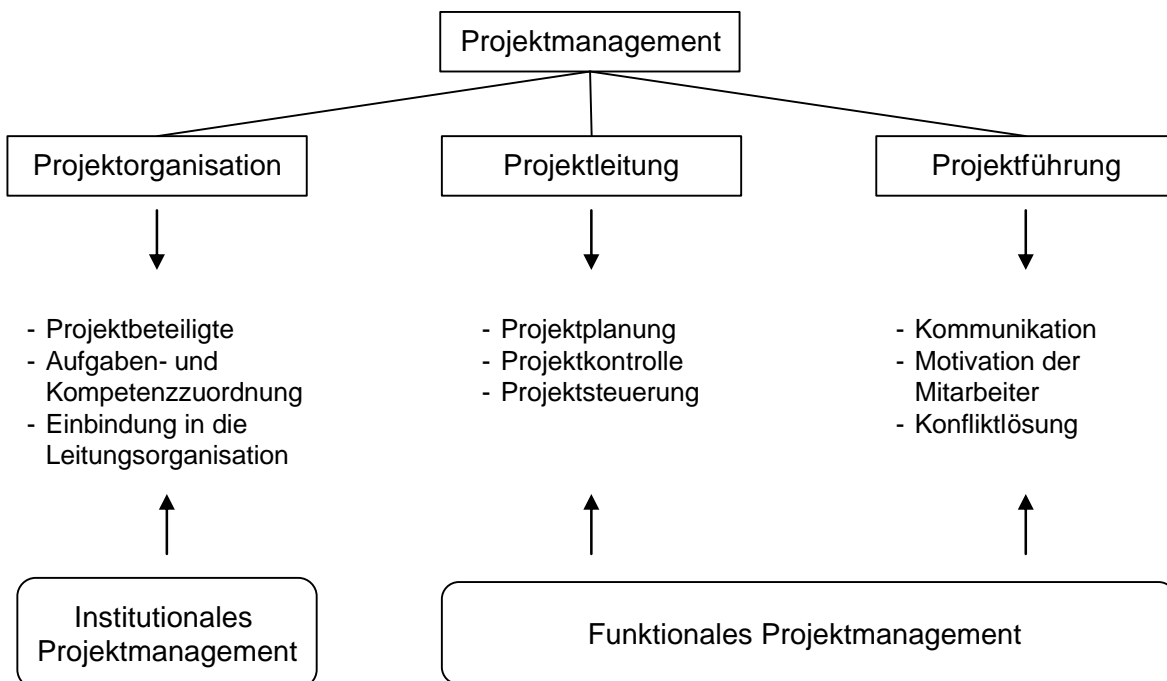 Projektmanagement
Projektorganisation
Projektleitung
Projektführung
- Projektbeteiligte
- Aufgaben- und
Kompetenzzuordnung
- Einbindung in die
Leitungsorganisation
- Projektplanung
- Projektkontrolle
- Projektsteuerung
- Kommunikation
- Motivation der
Mitarbeiter
- Konfliktlösung
Institutionales
Projektmanagement
Funktionales Projektmanagement